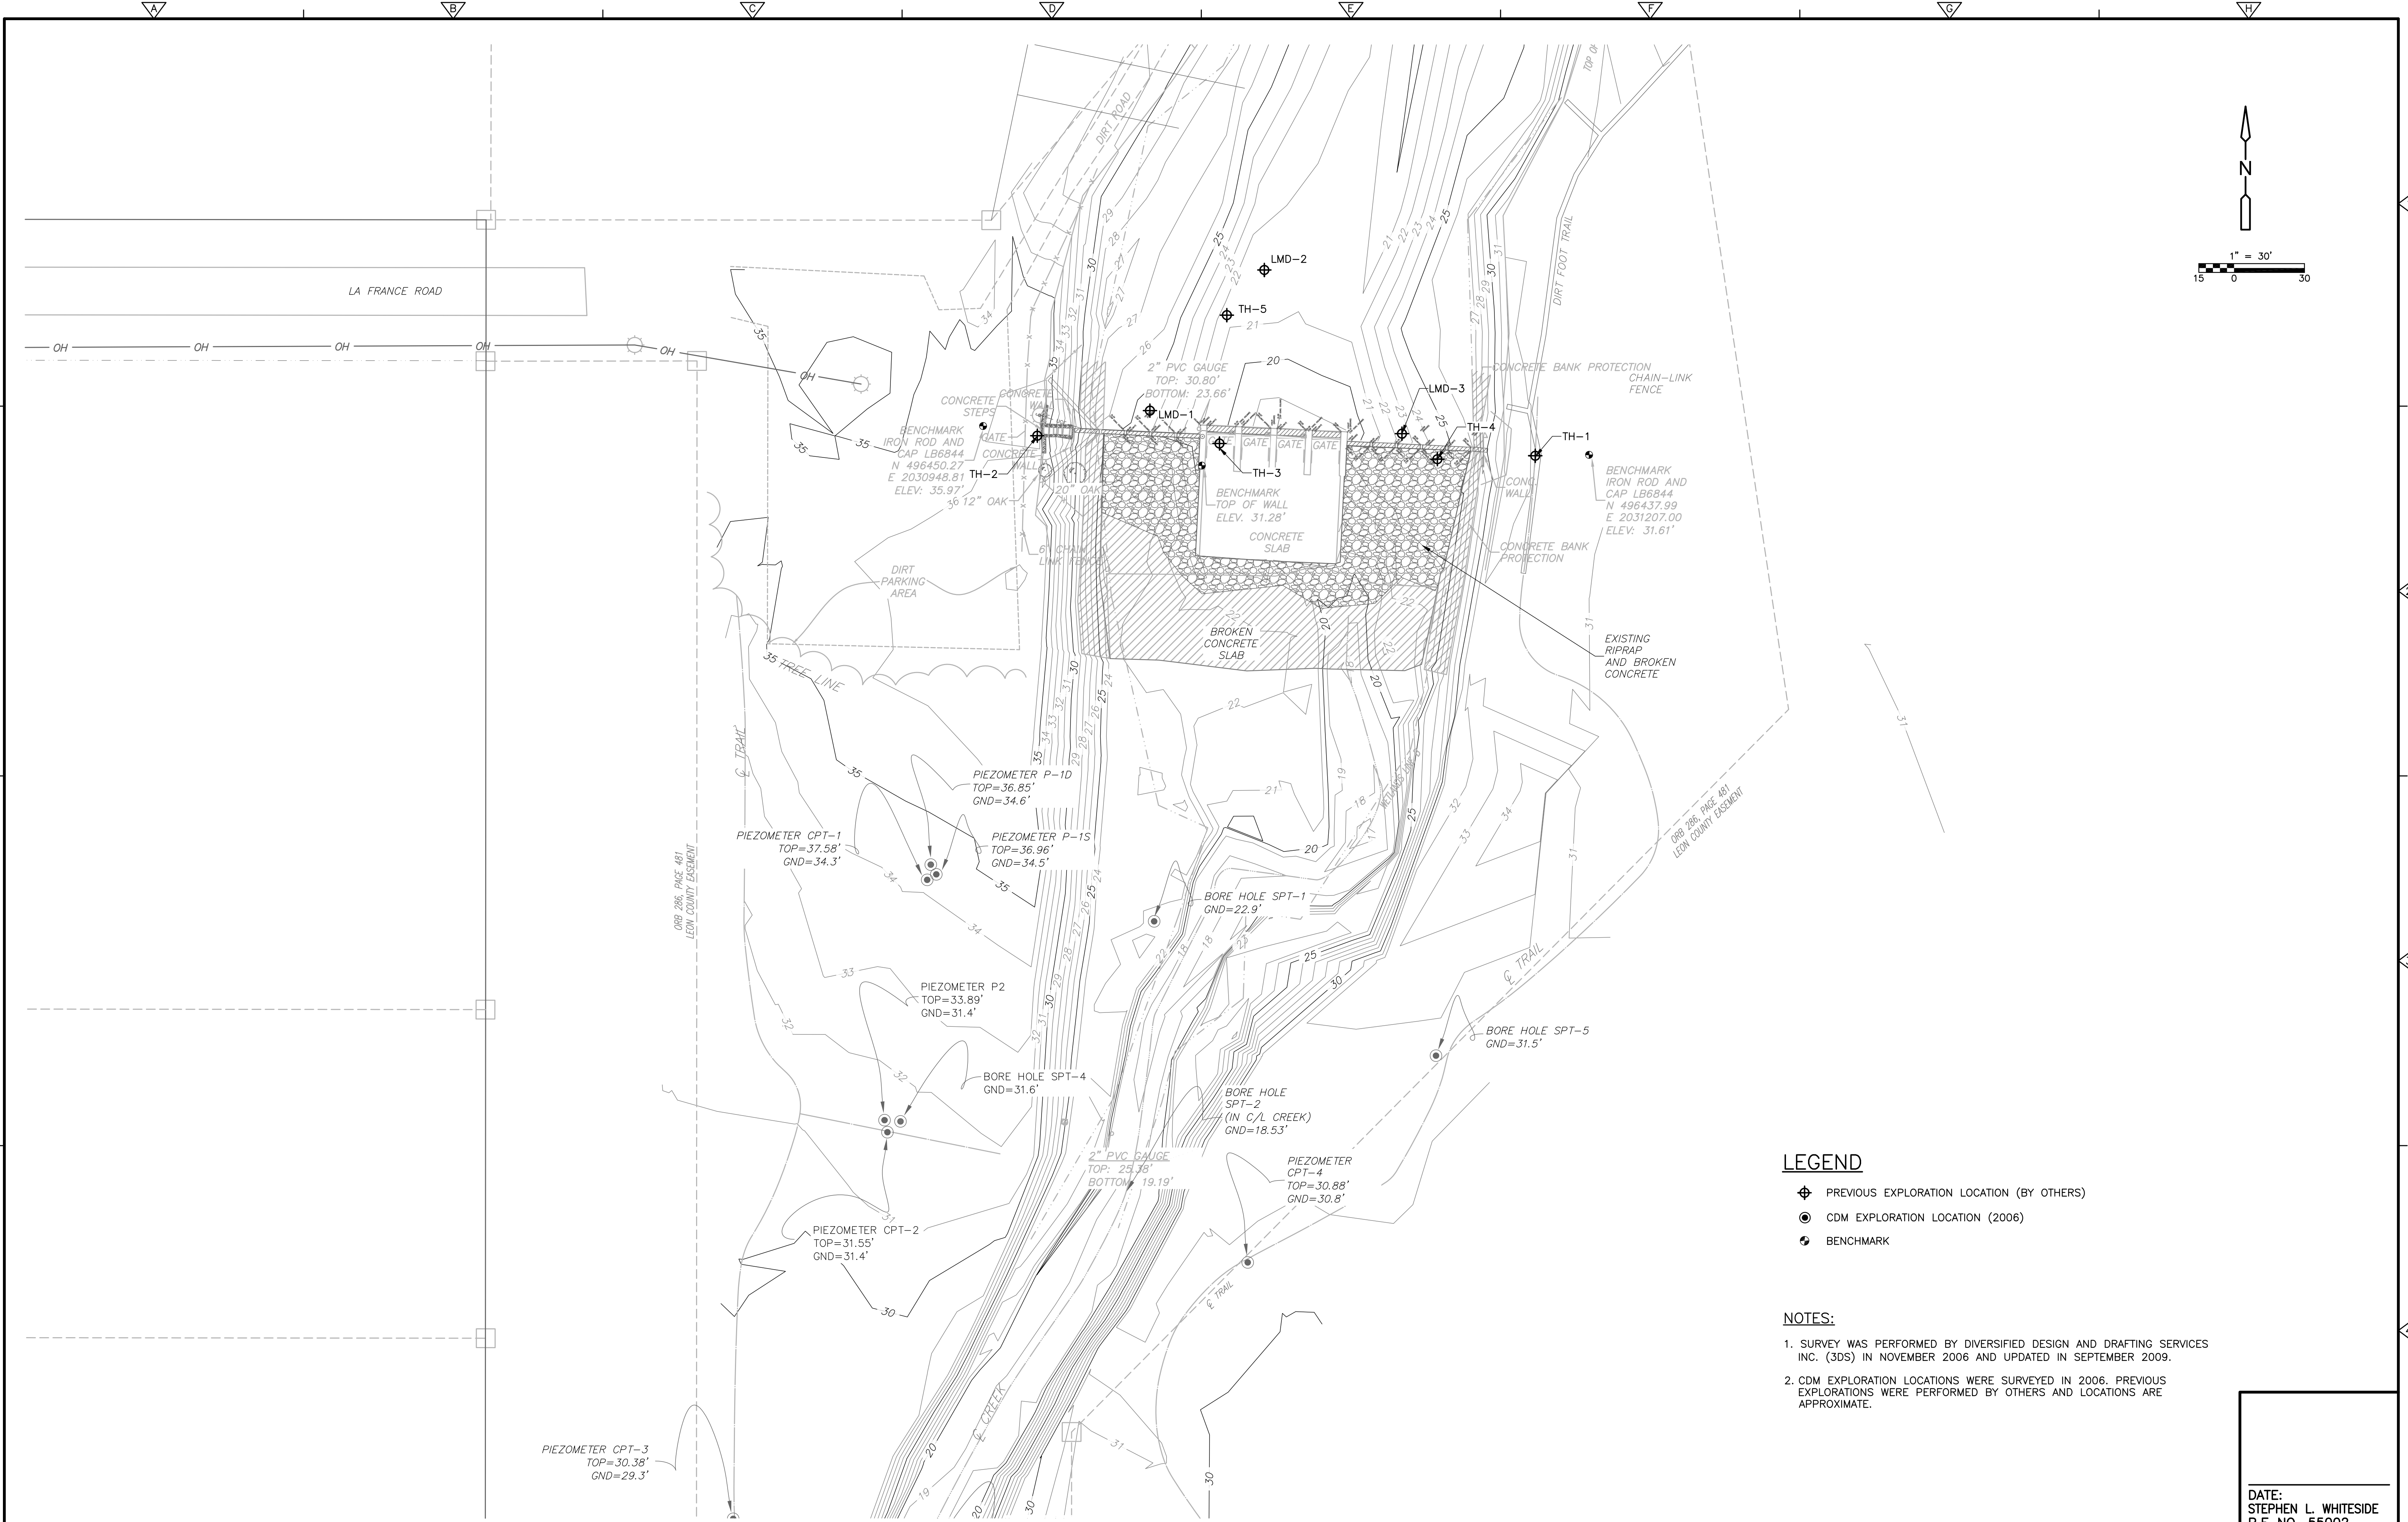 A
B
C
D
E
F
G
H
N
1" = 30'
15 0 30
DIRT ROAD
LA FRANCE ROAD
OH
OH
OH
OH
OH
OH
DIRT FOOT TRAIL
LMD-2
TH-5
LMD-1
LMD-3
TH-4
TH-1
TH-2
TH-3
2" PVC GAUGE
TOP: 30.80'
BOTTOM: 23.66'
CONCRETE BANK PROTECTION
CHAIN-LINK
FENCE
CONCRETE
STEPS
CONCRETE
WALL
BENCHMARK
IRON ROD AND
CAP LB6844
N 496450.27
E 2030948.81
ELEV: 35.97'
GATE
CONCRETE
WALL
12" OAK
20" OAK
GATE
GATE
GATE
GATE
BENCHMARK
TOP OF WALL
ELEV. 31.28'
CONCRETE
SLAB
CONC.
WALL
BENCHMARK
IRON ROD AND
CAP LB6844
N 496437.99
E 2031207.00
ELEV: 31.61'
CONCRETE BANK
PROTECTION
6' CHAIN
LINK FENCE
DIRT
PARKING
AREA
BROKEN
CONCRETE
SLAB
EXISTING
RIPRAP
AND BROKEN
CONCRETE
TREE LINE
℄ TRAIL
PIEZOMETER P-1D
TOP=36.85'
GND=34.6'
PIEZOMETER CPT-1
TOP=37.58'
GND=34.3'
PIEZOMETER P-1S
TOP=36.96'
GND=34.5'
ORB 286, PAGE 481
LEON COUNTY EASEMENT
ORB 286, PAGE 481
LEON COUNTY EASEMENT
BORE HOLE SPT-1
GND=22.9'
℄ TRAIL
PIEZOMETER P2
TOP=33.89'
GND=31.4'
BORE HOLE SPT-5
GND=31.5'
BORE HOLE SPT-4
GND=31.6'
BORE HOLE
SPT-2
(IN C/L CREEK)
GND=18.53'
2" PVC GAUGE
TOP: 25.38'
BOTTOM: 19.19'
PIEZOMETER
CPT-4
TOP=30.88'
GND=30.8'
PIEZOMETER CPT-2
TOP=31.55'
GND=31.4'
℄ TRAIL
℄ CREEK
PIEZOMETER CPT-3
TOP=30.38'
GND=29.3'
LEGEND
PREVIOUS EXPLORATION LOCATION (BY OTHERS)
CDM EXPLORATION LOCATION (2006)
BENCHMARK
NOTES:
1. SURVEY WAS PERFORMED BY DIVERSIFIED DESIGN AND DRAFTING SERVICES
INC. (3DS) IN NOVEMBER 2006 AND UPDATED IN SEPTEMBER 2009.
2. CDM EXPLORATION LOCATIONS WERE SURVEYED IN 2006. PREVIOUS
EXPLORATIONS WERE PERFORMED BY OTHERS AND LOCATIONS ARE
APPROXIMATE.
DATE:
STEPHEN L. WHITESIDE
P.E. NO. 55002